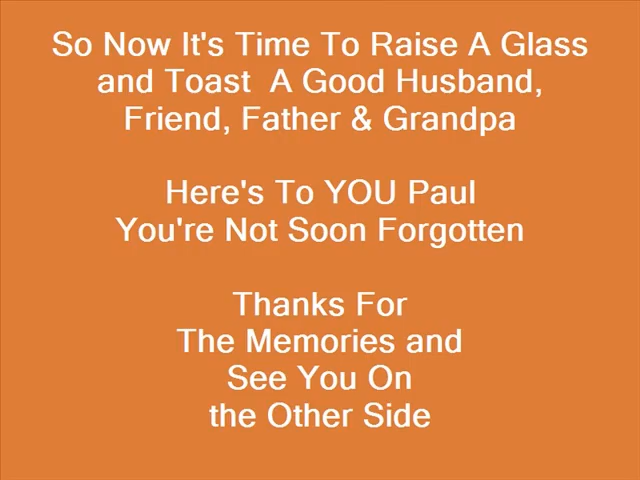 So Now It's Time To Raise A Glass
and Toast  A Good Husband,
Friend, Father & Grandpa
Here's To YOU Paul
You're Not Soon Forgotten
Thanks For
The Memories and
See You On
the Other Side